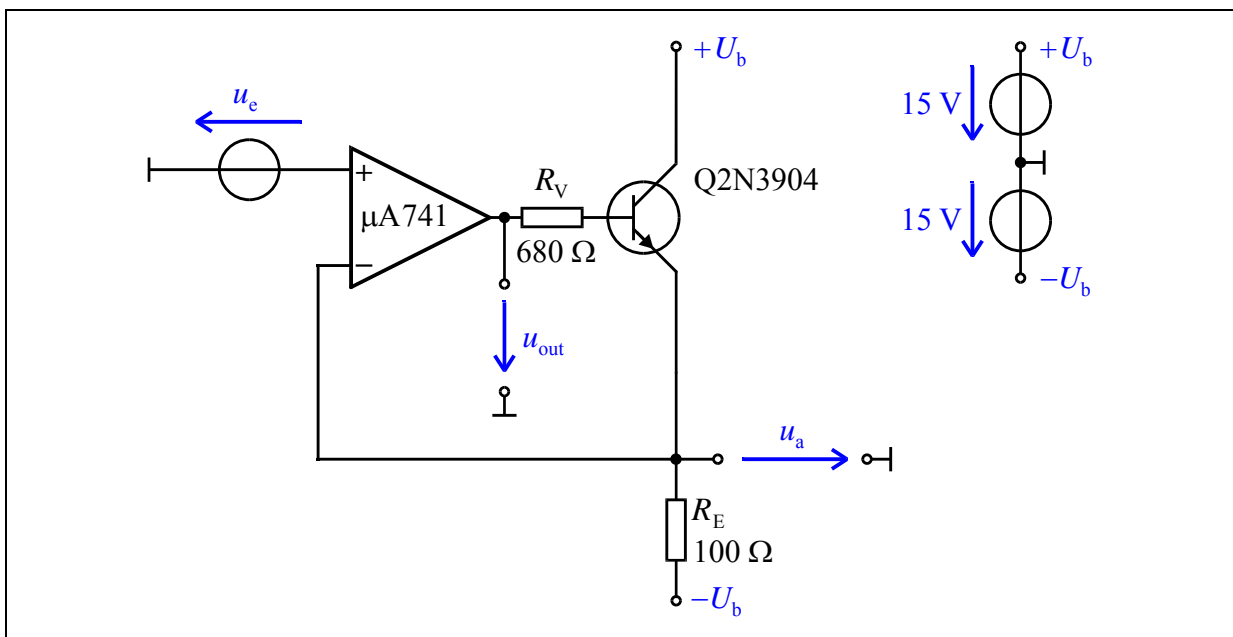 +U_b
+U_b
u_e
15 V
R_V
Q2N3904
+
µA741
15 V
−
680 Ω
−U_b
u_out
u_a
R_E
100 Ω
−U_b